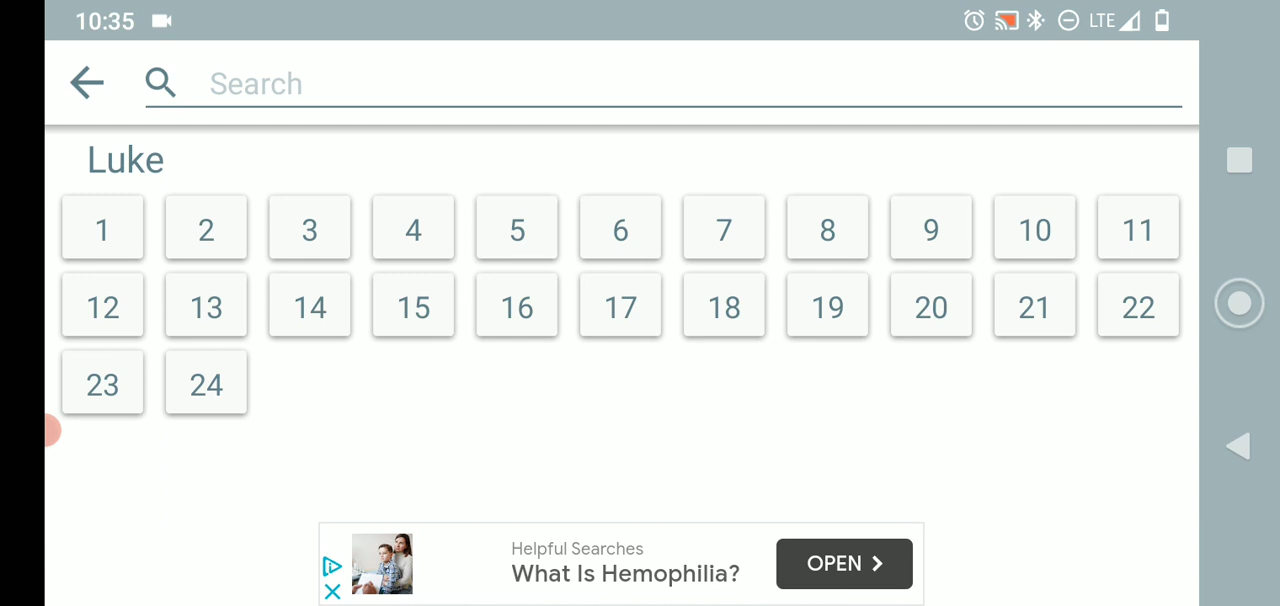 10:35 LTE
Search
Luke
1 2 3 4 5 6 7 8 9 10 11
12 13 14 15 16 17 18 19 20 21 22
23 24
Helpful Searches
What Is Hemophilia?
OPEN